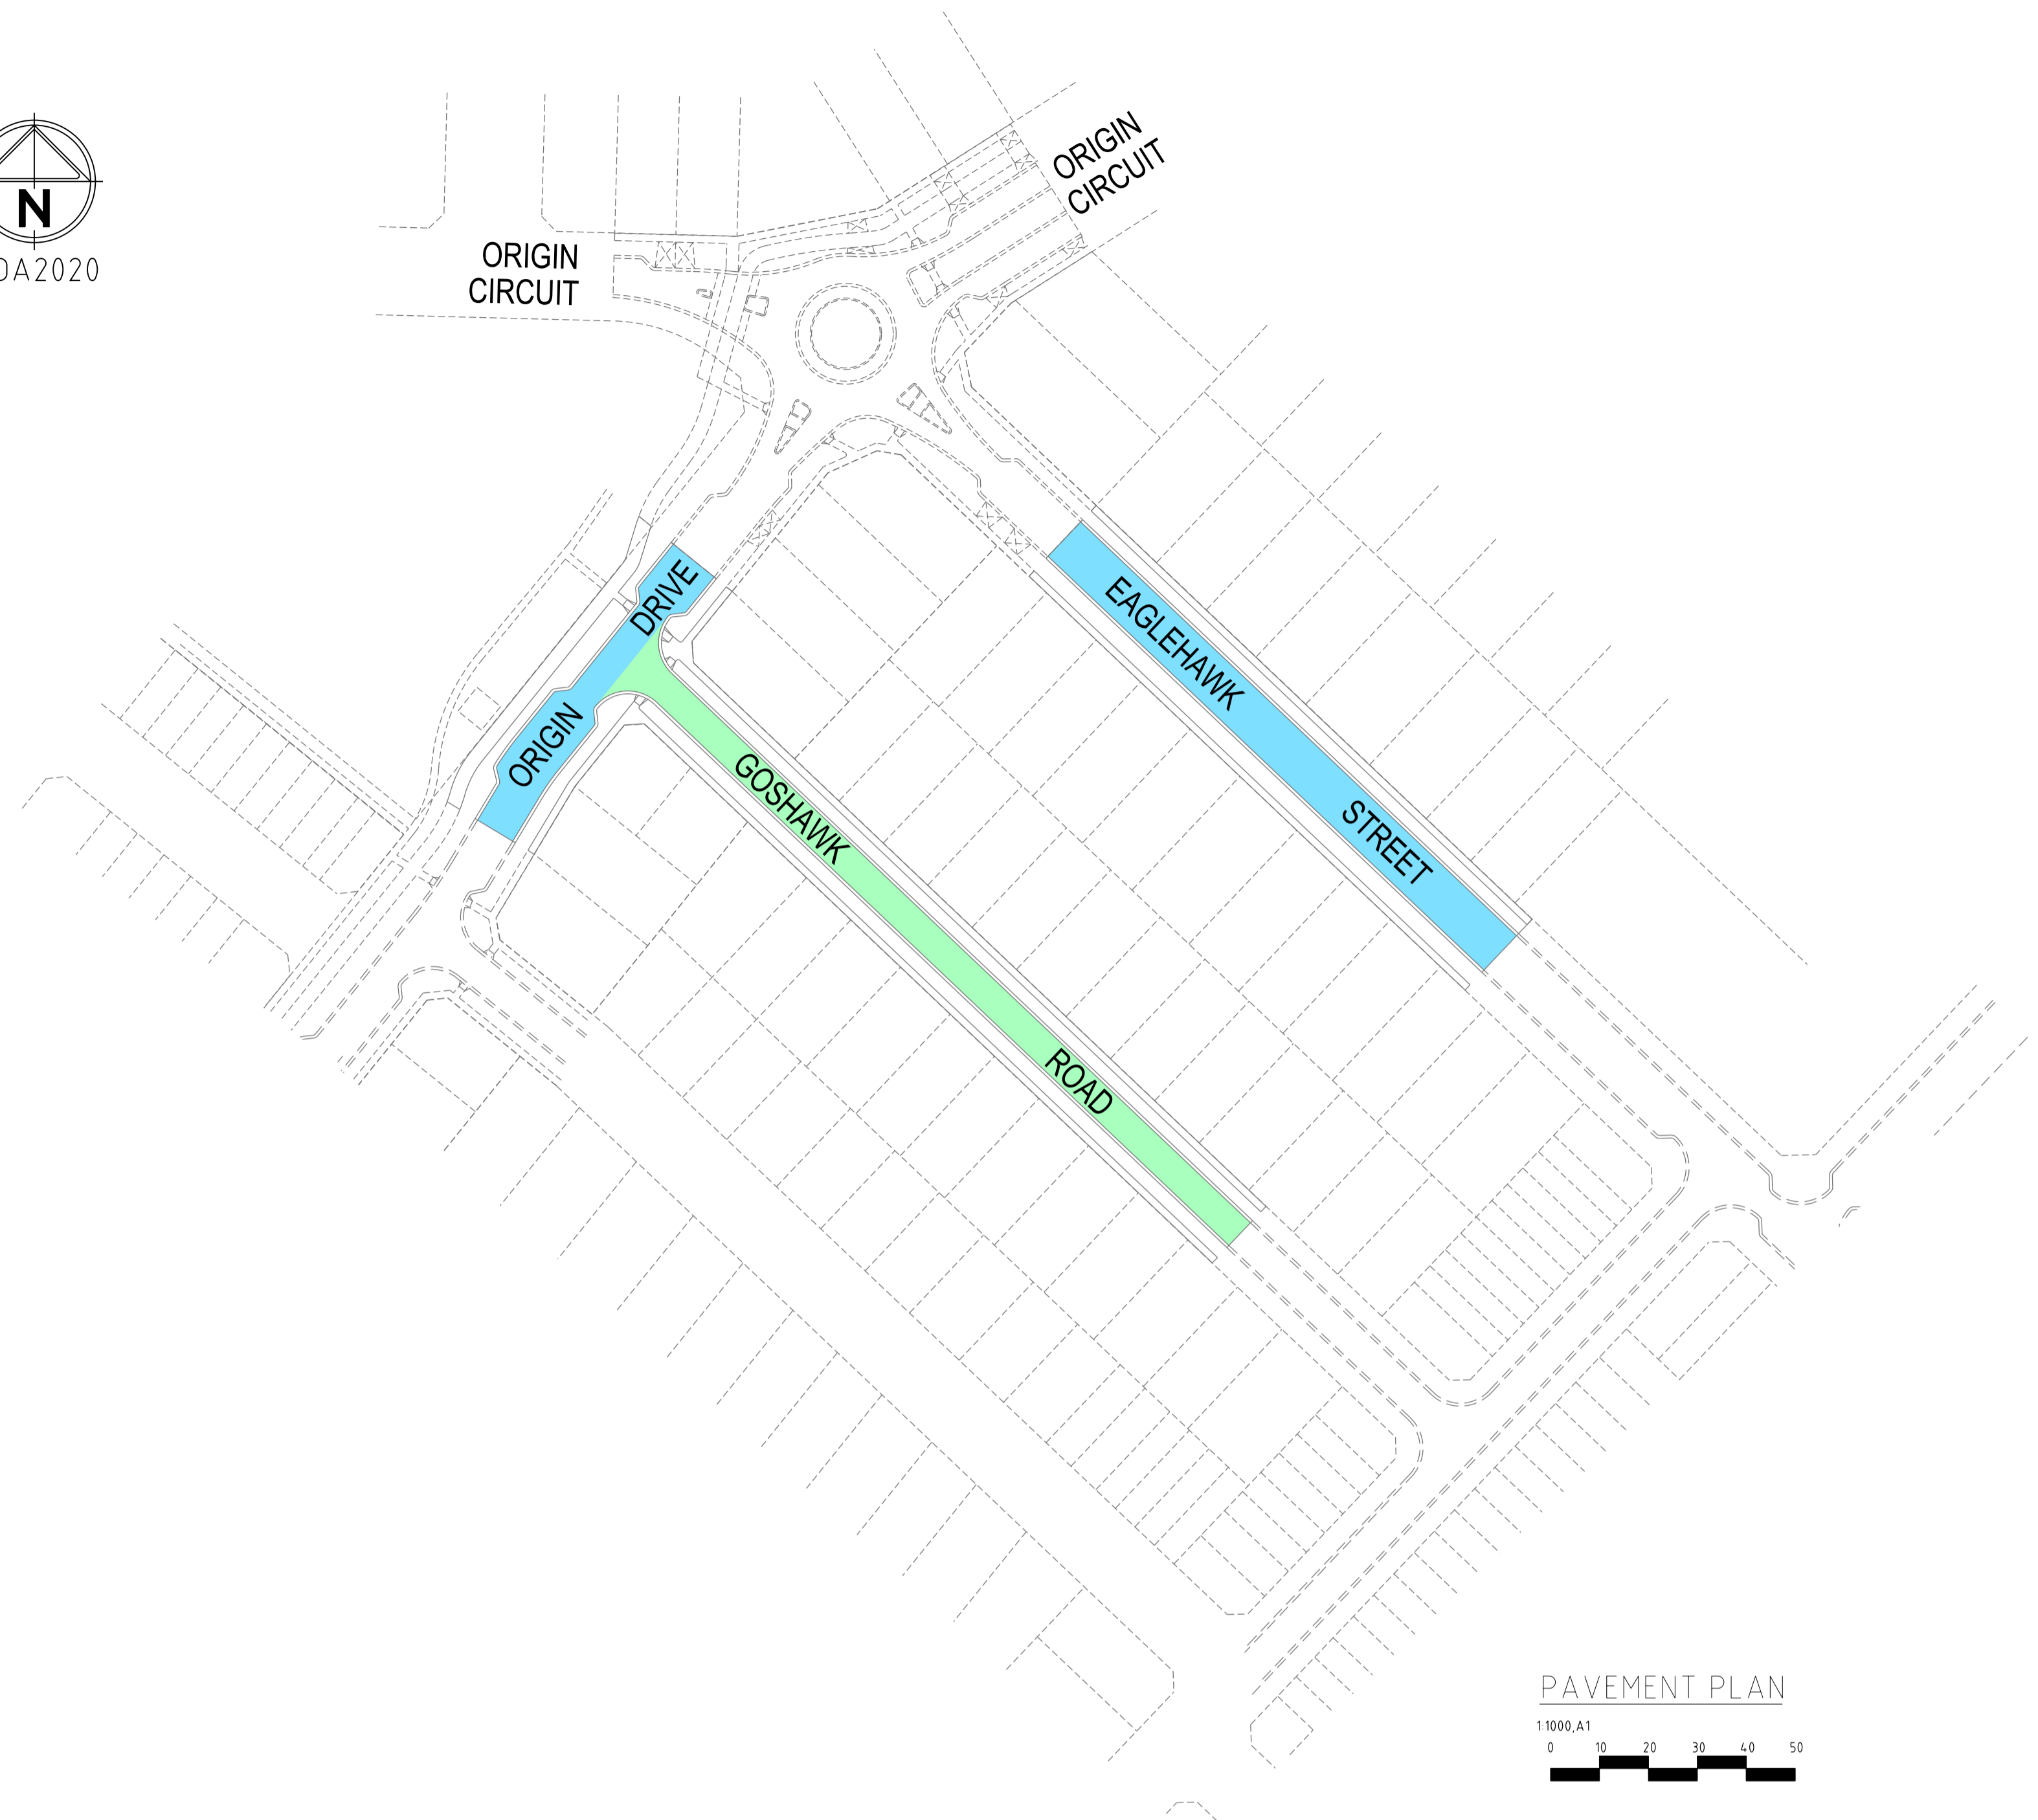 ORIGIN
CIRCUIT
N
DA2020
ORIGIN
CIRCUIT
DRIVE
ORIGIN
EAGLEHAWK
STREET
GOSHAWK
ROAD
PAVEMENT PLAN
1:1000,A1
0 10 20 30 40 50